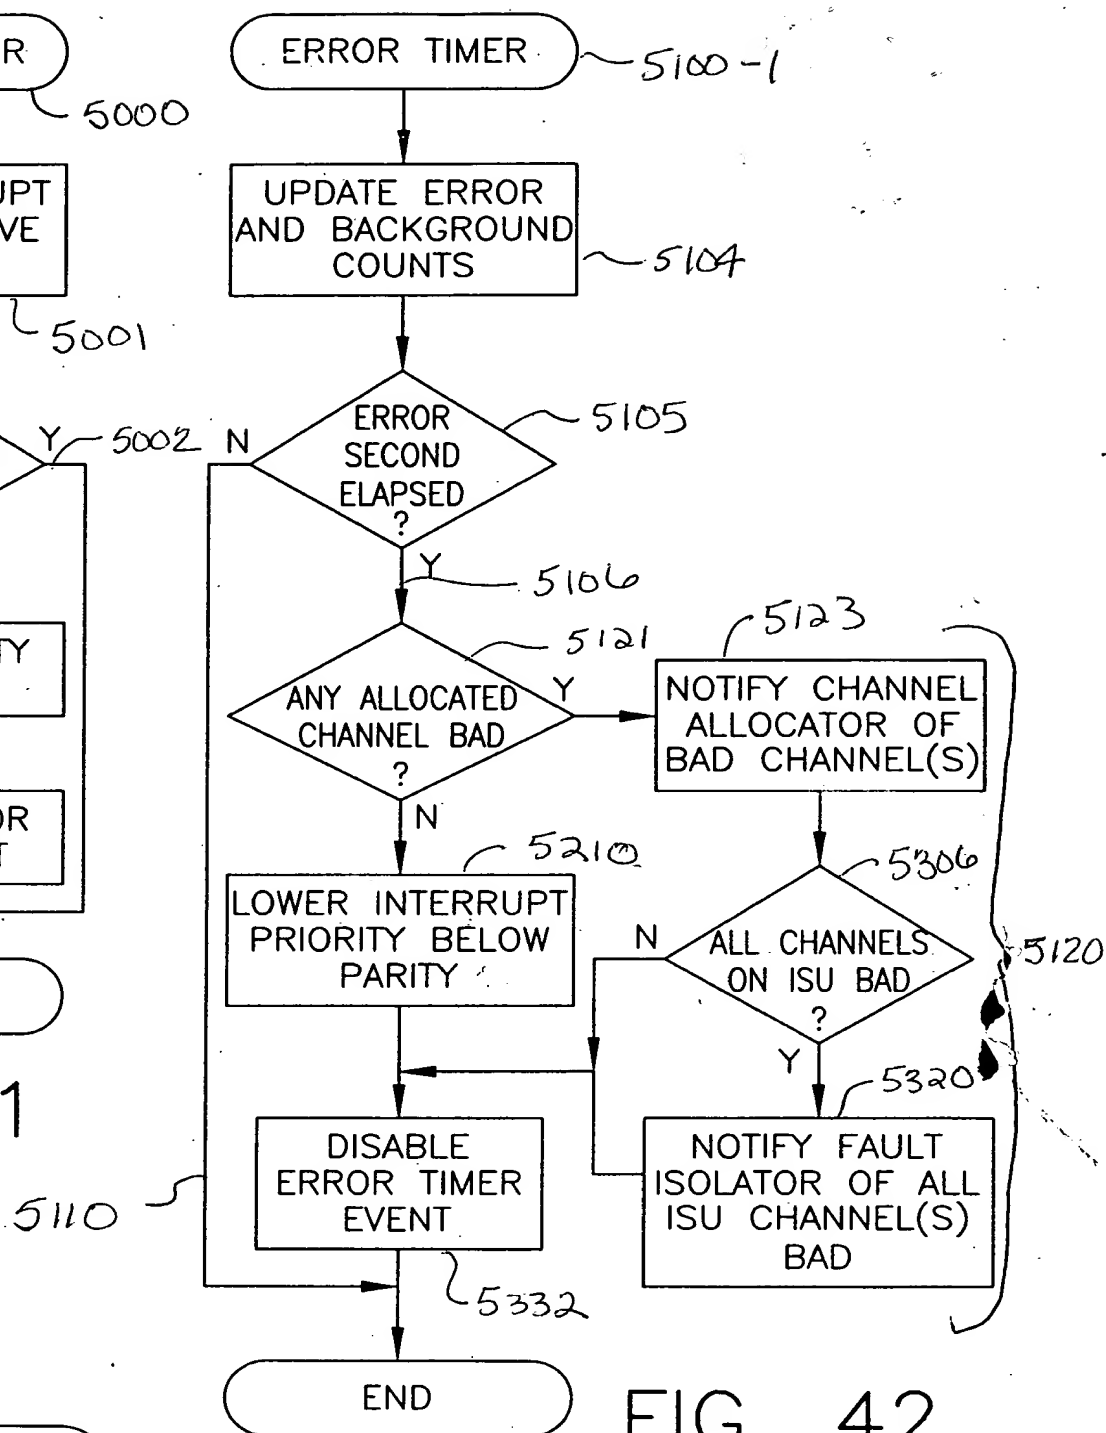 R
5000
UPT
VE
5001
Y
5002
TY
OR
T
1
ERROR TIMER
5100-1
UPDATE ERROR
AND BACKGROUND
COUNTS
5104
ERROR
SECOND
ELAPSED
?
5105
N
Y
5106
5110
ANY ALLOCATED
CHANNEL BAD
?
5121
Y
N
NOTIFY CHANNEL
ALLOCATOR OF
BAD CHANNEL(S)
5123
LOWER INTERRUPT
PRIORITY BELOW
PARITY
5210
ALL CHANNELS
ON ISU BAD
?
5306
N
Y
5120
NOTIFY FAULT
ISOLATOR OF ALL
ISU CHANNEL(S)
BAD
5320
DISABLE
ERROR TIMER
EVENT
5332
END
FIG. 42